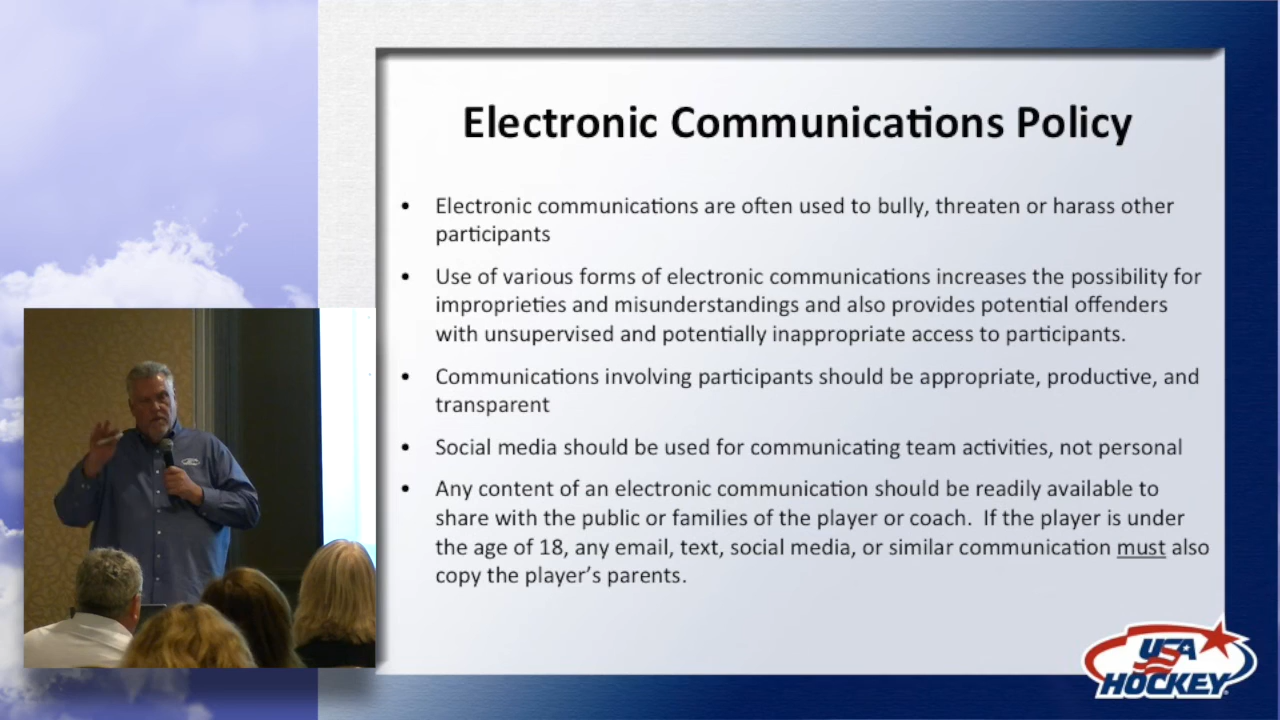 Electronic Communications Policy
• Electronic communications are often used to bully, threaten or harass other
participants
• Use of various forms of electronic communications increases the possibility for
improprieties and misunderstandings and also provides potential offenders
with unsupervised and potentially inappropriate access to participants.
• Communications involving participants should be appropriate, productive, and
transparent
• Social media should be used for communicating team activities, not personal
• Any content of an electronic communication should be readily available to
share with the public or families of the player or coach.  If the player is under
the age of 18, any email, text, social media, or similar communication must also
copy the player’s parents.
USA
HOCKEY